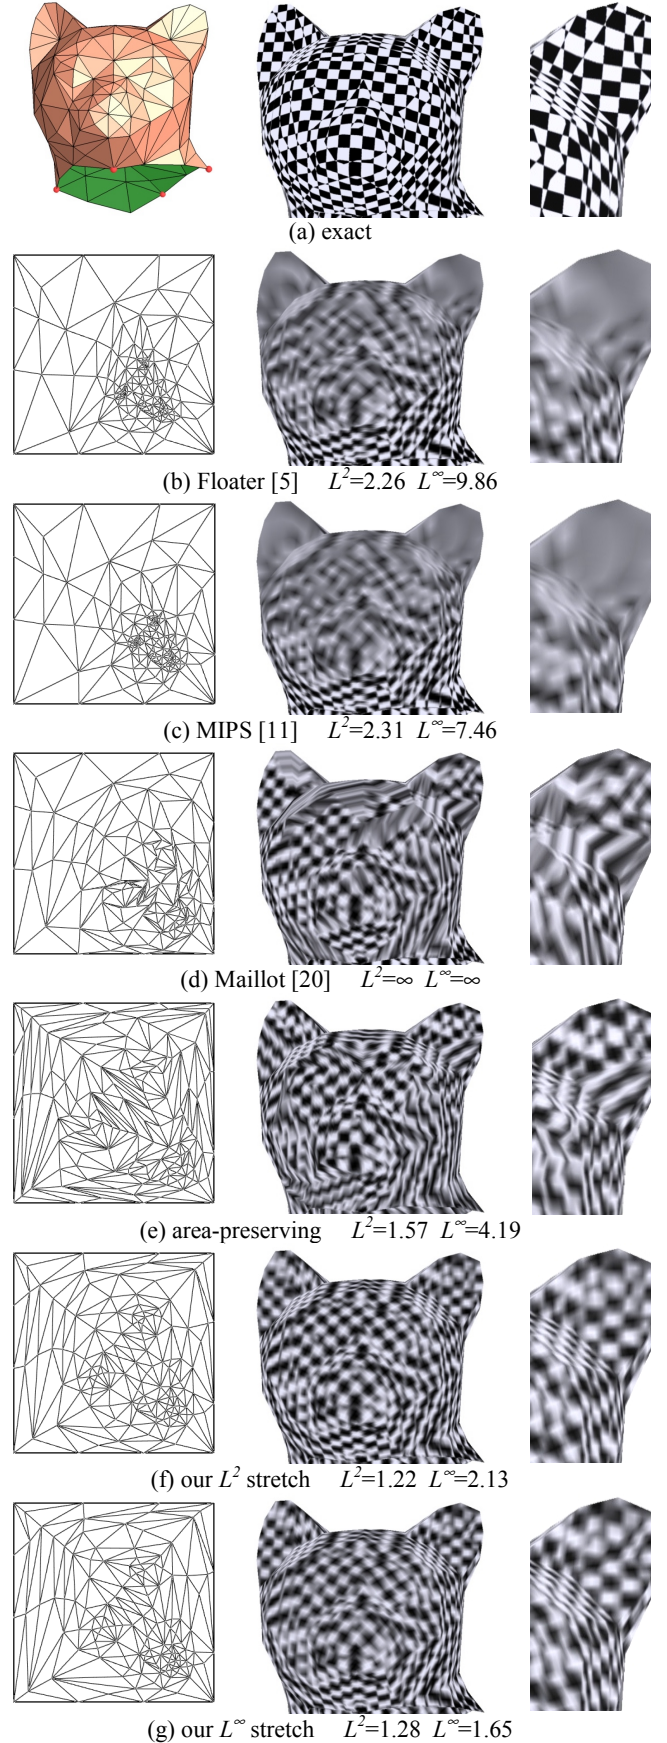 (a) exact
(b) Floater [5] L²=2.26 L∞=9.86
(c) MIPS [11] L²=2.31 L∞=7.46
(d) Maillot [20] L²=∞ L∞=∞
(e) area-preserving L²=1.57 L∞=4.19
(f) our L² stretch L²=1.22 L∞=2.13
(g) our L∞ stretch L²=1.28 L∞=1.65